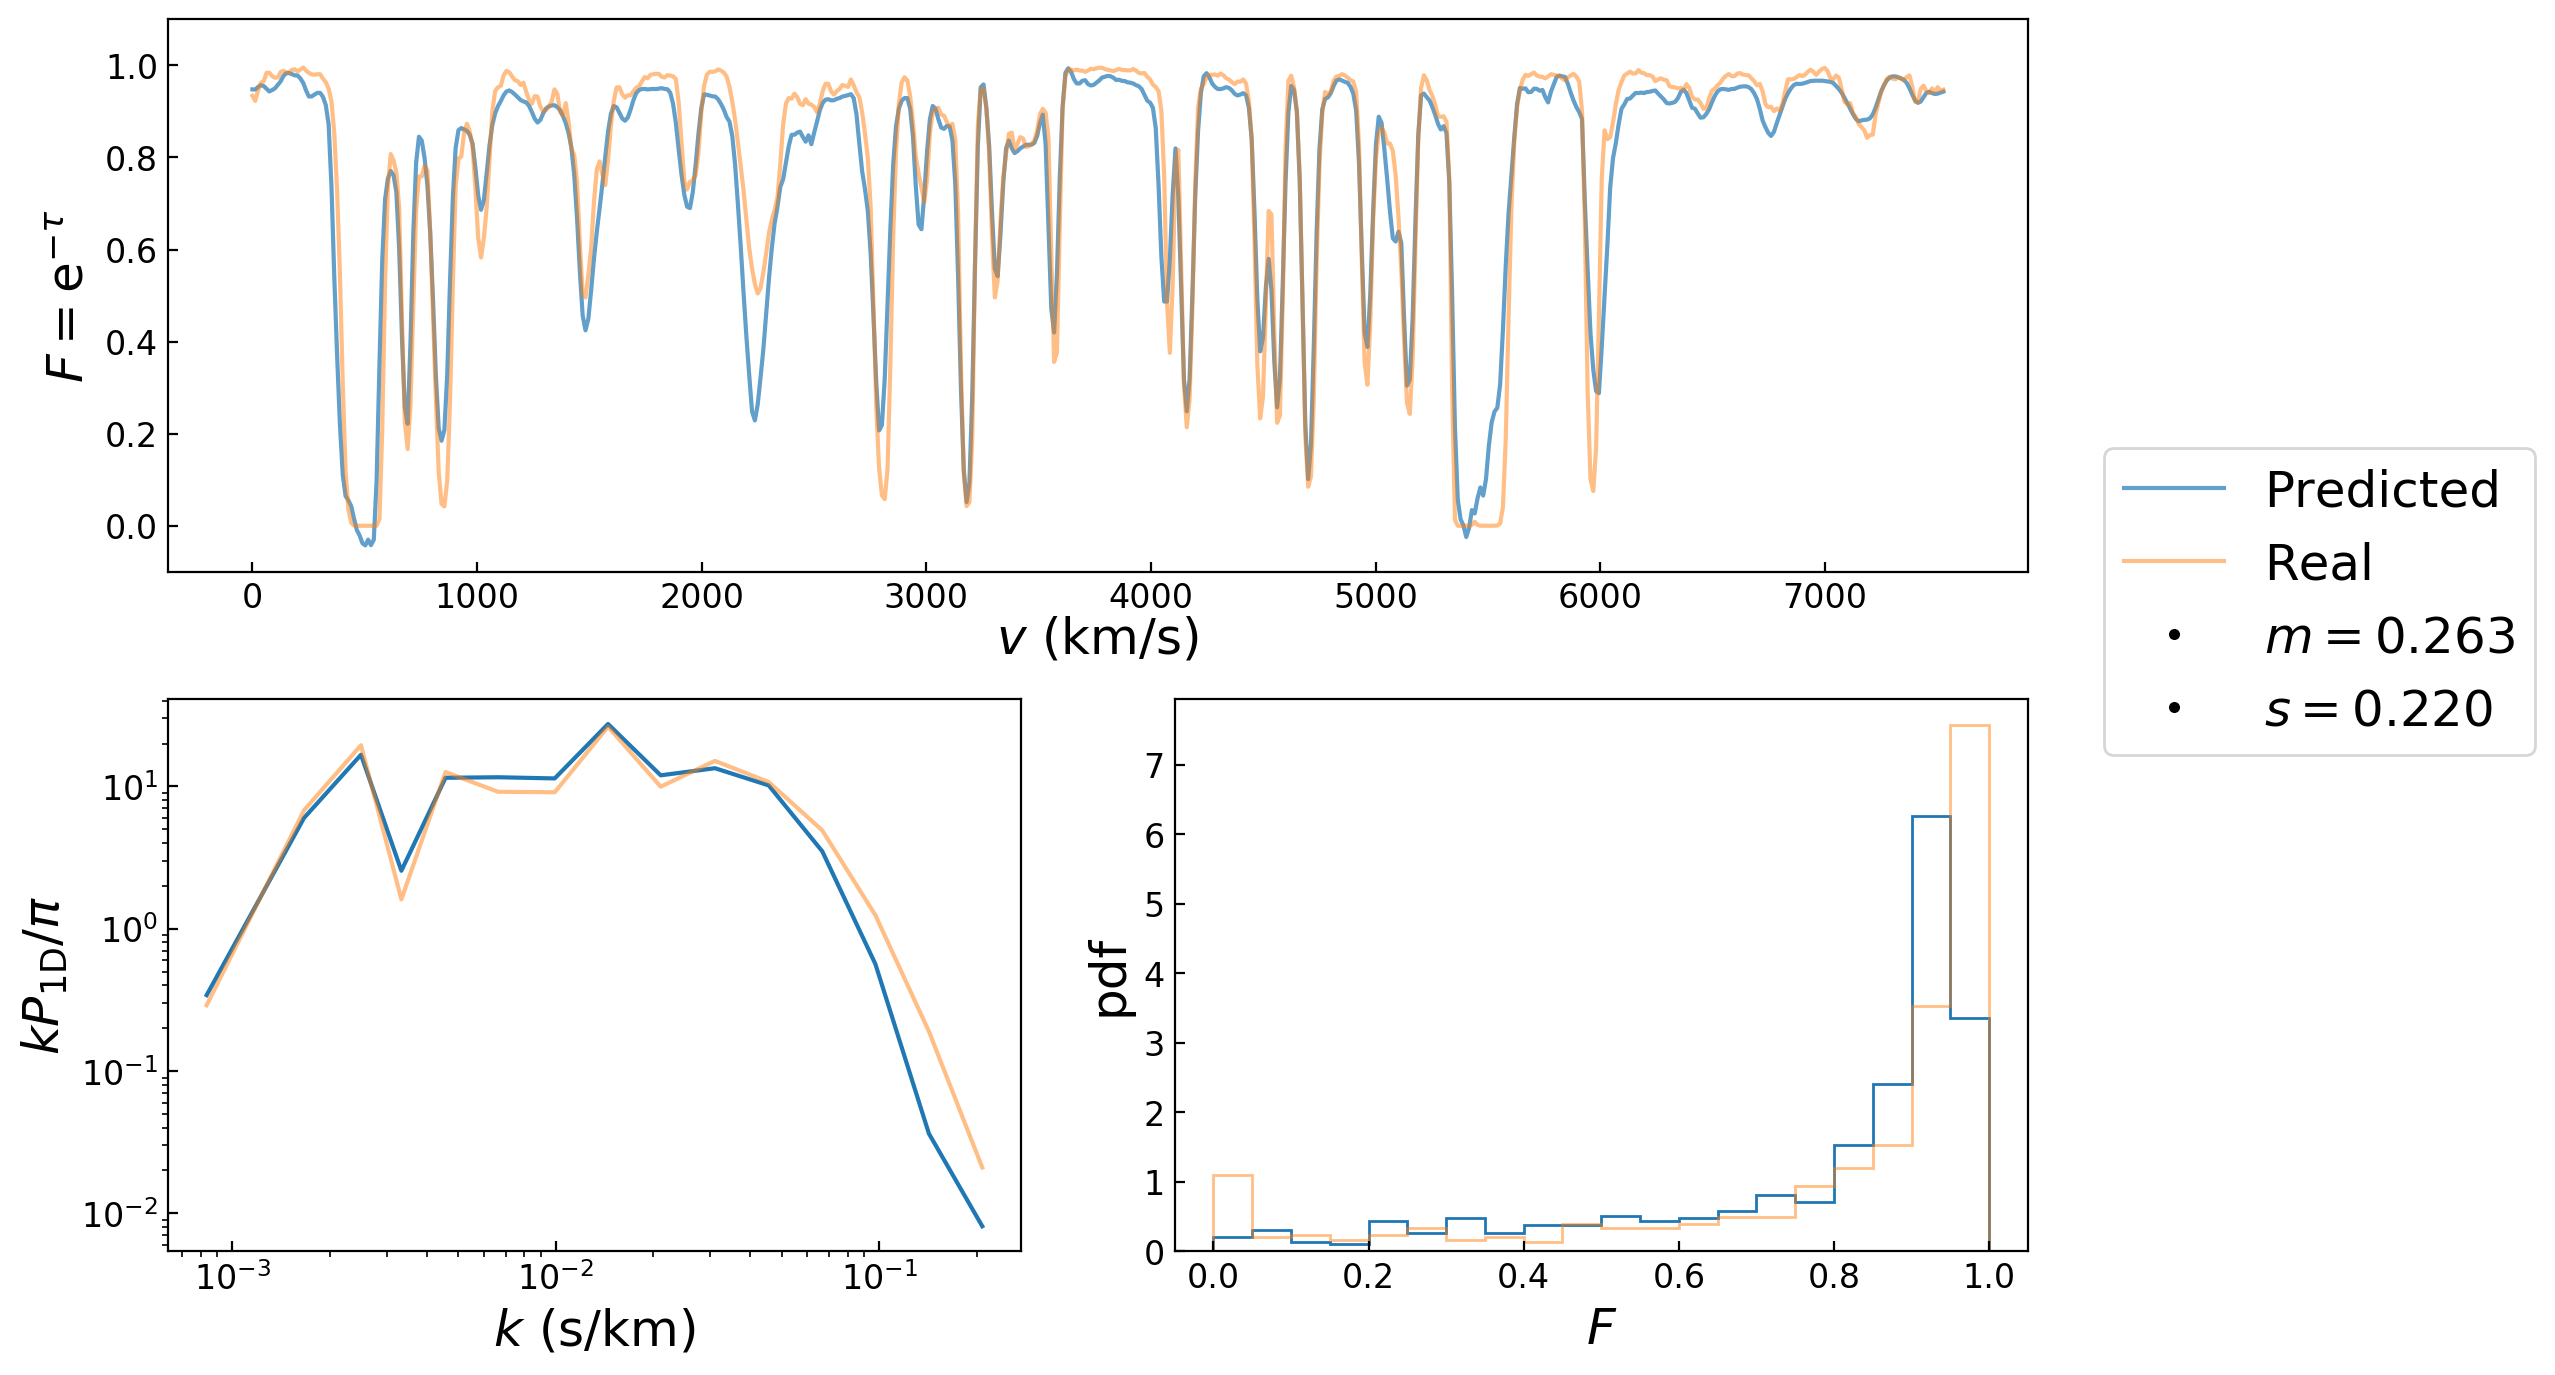 1.0
0.8
0.6
0.4
0.2
0.0
F = e^{-τ}
0 1000 2000 3000 4000 5000 6000 7000
v (km/s)
Predicted
Real
m = 0.263
s = 0.220
10^1
10^0
10^{-1}
10^{-2}
kP_{1D}/π
10^{-3} 10^{-2} 10^{-1}
k (s/km)
7
6
5
4
3
2
1
0
pdf
0.0 0.2 0.4 0.6 0.8 1.0
F